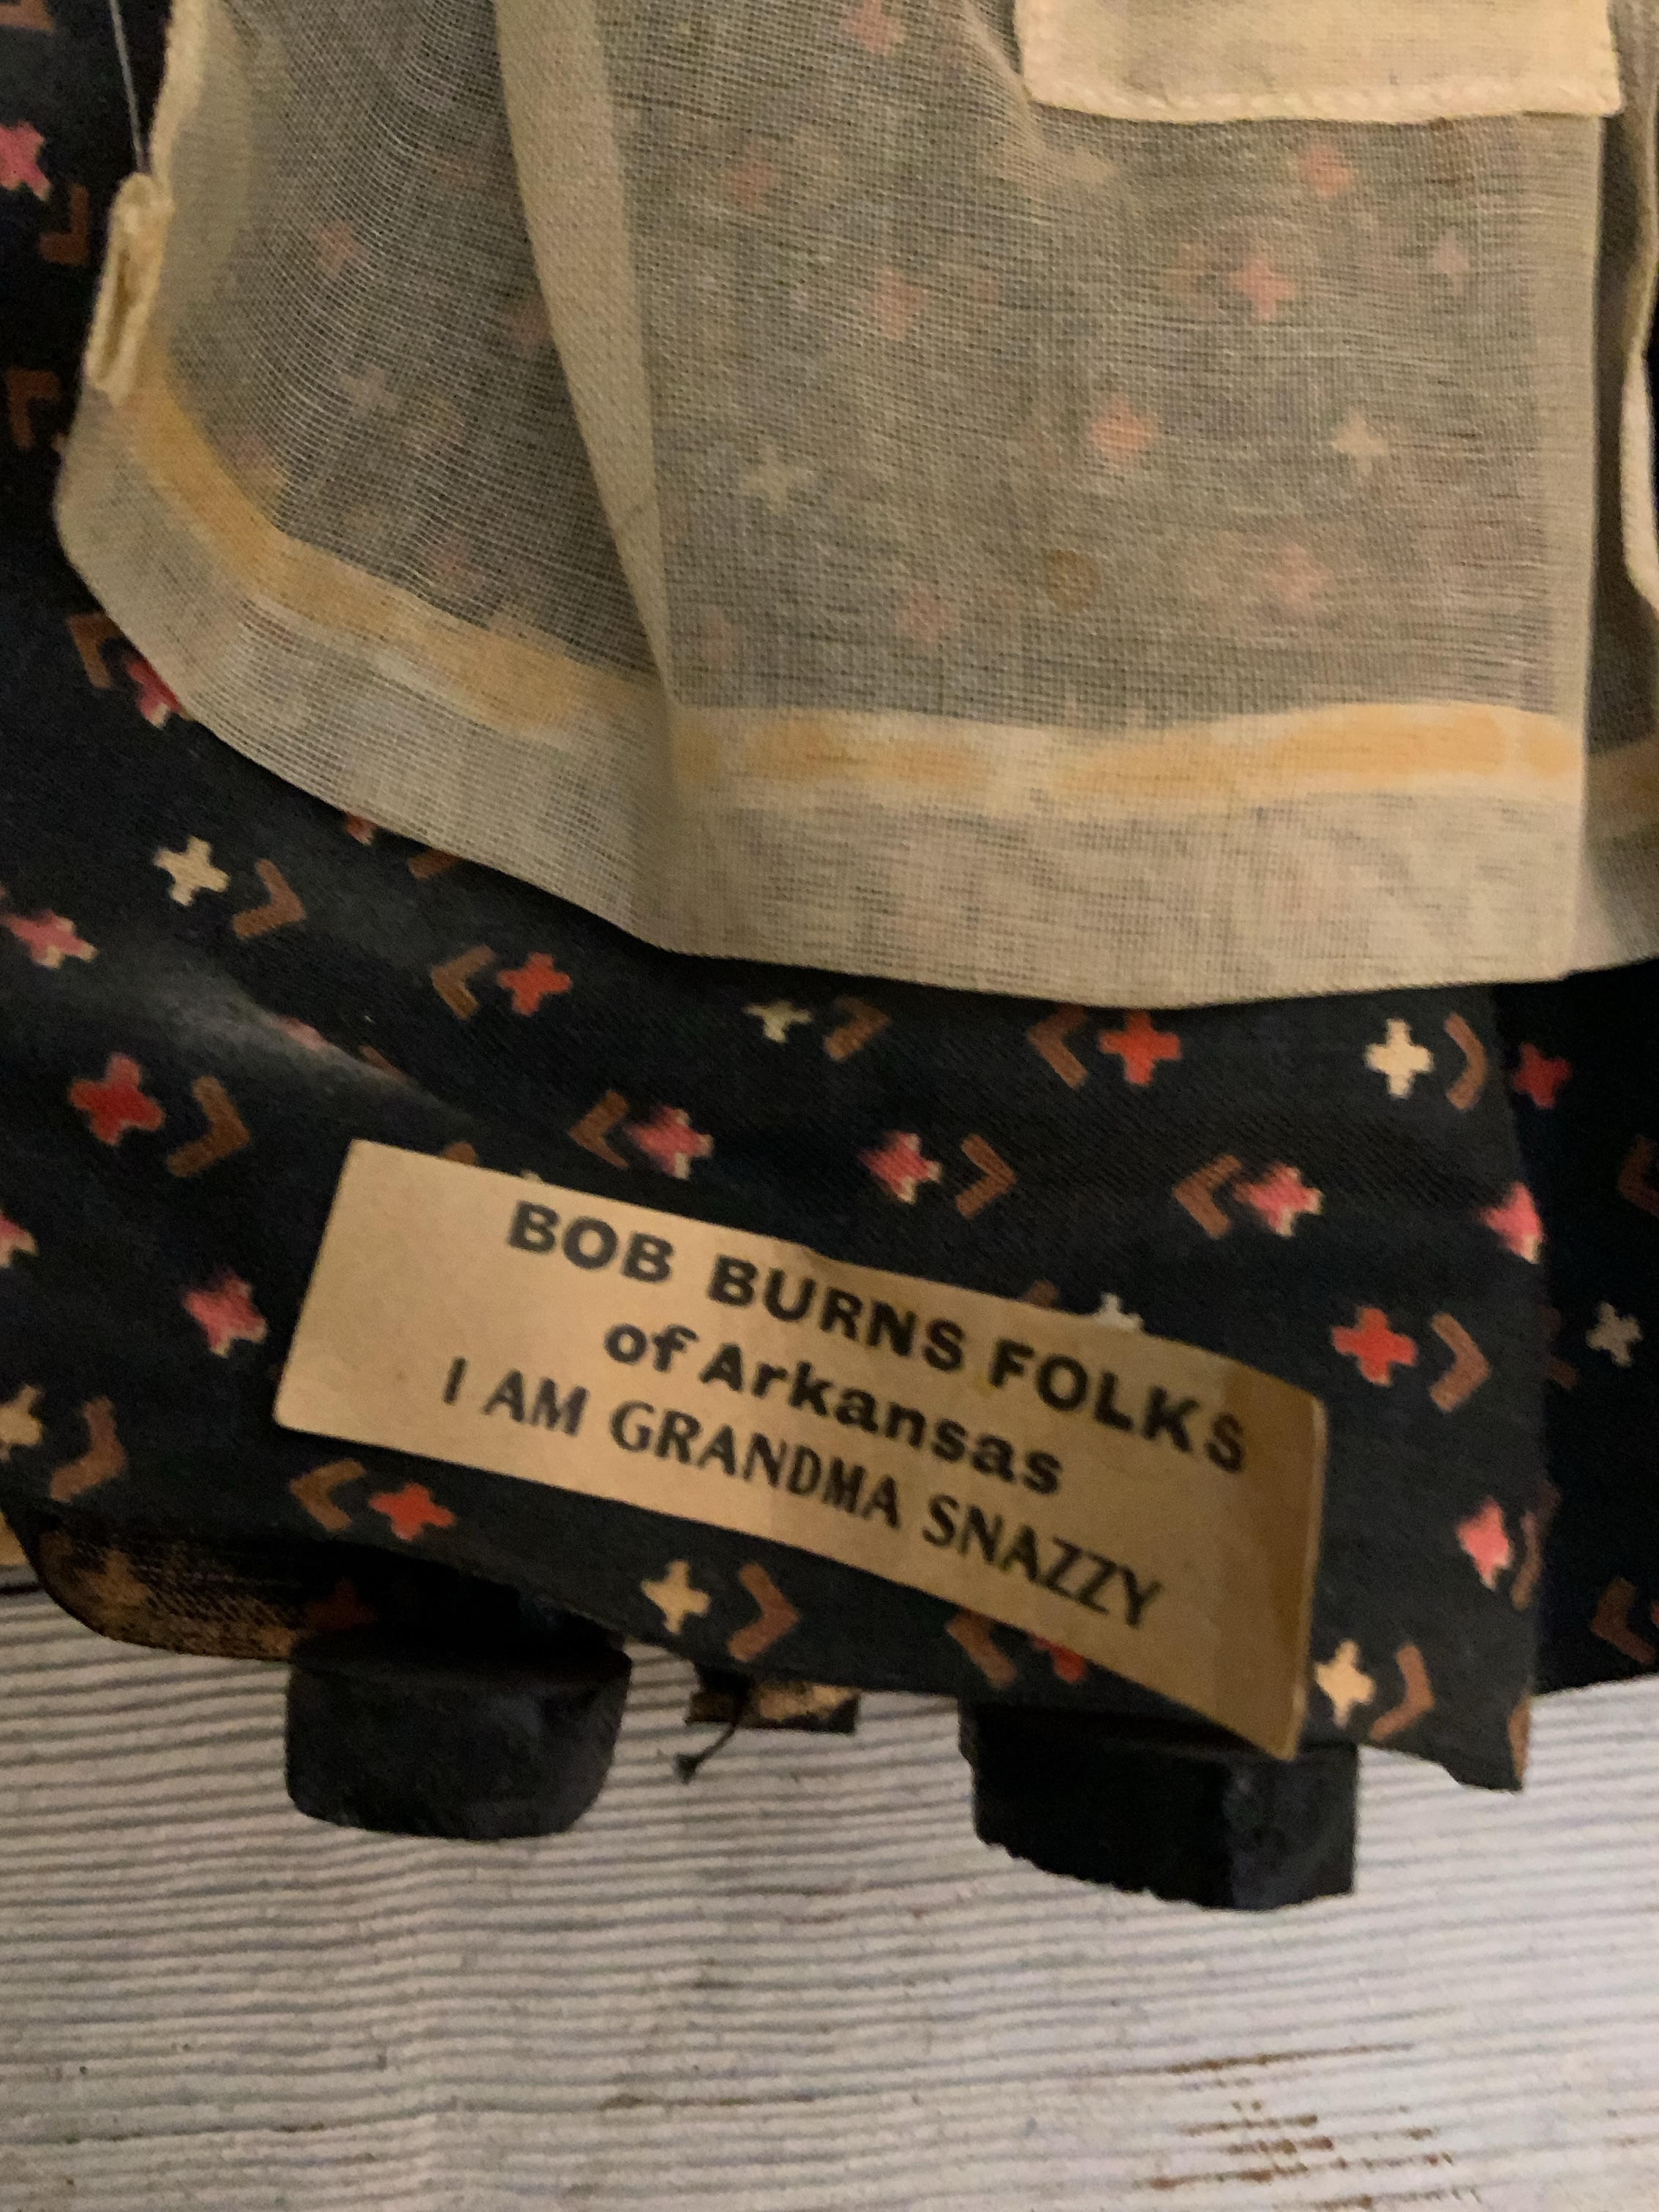 BOB BURNS FOLKS
of Arkansas
I AM GRANDMA SNAZZY